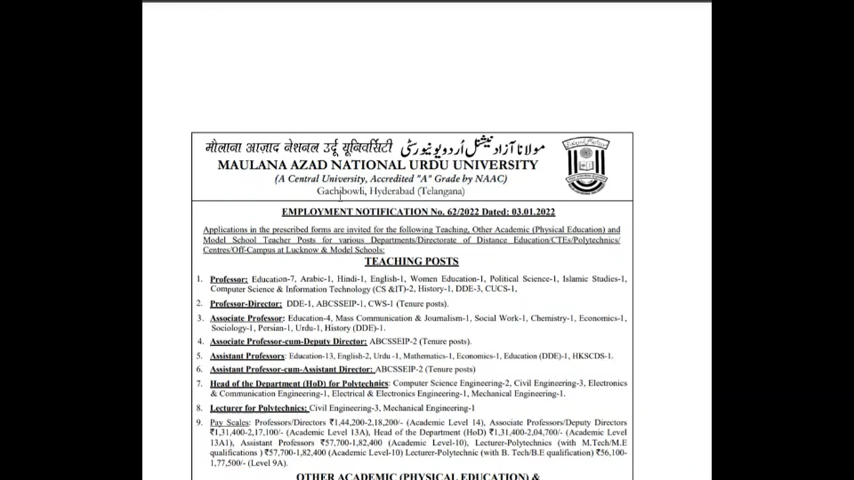 मौलाना आज़ाद नेशनल उर्दू यूनिवर्सिटी مولانا آزاد نیشنل اُردو یونیورسٹی
MAULANA AZAD NATIONAL URDU UNIVERSITY
(A Central University, Accredited "A" Grade by NAAC)
Gachibowli, Hyderabad (Telangana)
EMPLOYMENT NOTIFICATION No. 62/2022 Dated: 03.01.2022
Applications in the prescribed forms are invited for the following Teaching, Other Academic (Physical Education) and
Model School Teacher Posts for various Departments/Directorate of Distance Education/CTEs/Polytechnics/
Centres/Off-Campus at Lucknow & Model Schools:
TEACHING POSTS
1. Professor: Education-7, Arabic-1, Hindi-1, English-1, Women Education-1, Political Science-1, Islamic Studies-1,
Computer Science & Information Technology (CS &IT)-2, History-1, DDE-3, CUCS-1.
2. Professor-Director: DDE-1, ABCSSEIP-1, CWS-1 (Tenure posts).
3. Associate Professor: Education-4, Mass Communication & Journalism-1, Social Work-1, Chemistry-1, Economics-1,
Sociology-1, Persian-1, Urdu-1, History (DDE)-1.
4. Associate Professor-cum-Deputy Director: ABCSSEIP-2 (Tenure posts).
5. Assistant Professors: Education-13, English-2, Urdu -1, Mathematics-1, Economics-1, Education (DDE)-1, HKSCDS-1.
6. Assistant Professor-cum-Assistant Director: ABCSSEIP-2 (Tenure posts)
7. Head of the Department (HoD) for Polytechnics: Computer Science Engineering-2, Civil Engineering-3, Electronics
& Communication Engineering-1, Electrical & Electronics Engineering-1, Mechanical Engineering-1.
8. Lecturer for Polytechnics: Civil Engineering-3, Mechanical Engineering-1
9. Pay Scales: Professors/Directors ₹1,44,200-2,18,200/- (Academic Level 14), Associate Professors/Deputy Directors
₹1,31,400-2,17,100/- (Academic Level 13A), Head of the Department (HoD) ₹1,31,400-2,04,700/- (Academic Level
13A1), Assistant Professors ₹57,700-1,82,400 (Academic Level-10), Lecturer-Polytechnics (with M.Tech/M.E
qualifications ) ₹57,700-1,82,400 (Academic Level-10) Lecturer-Polytechnic (with B. Tech/B.E qualification) ₹56,100-
1,77,500/- (Level 9A).
OTHER ACADEMIC (PHYSICAL EDUCATION) &